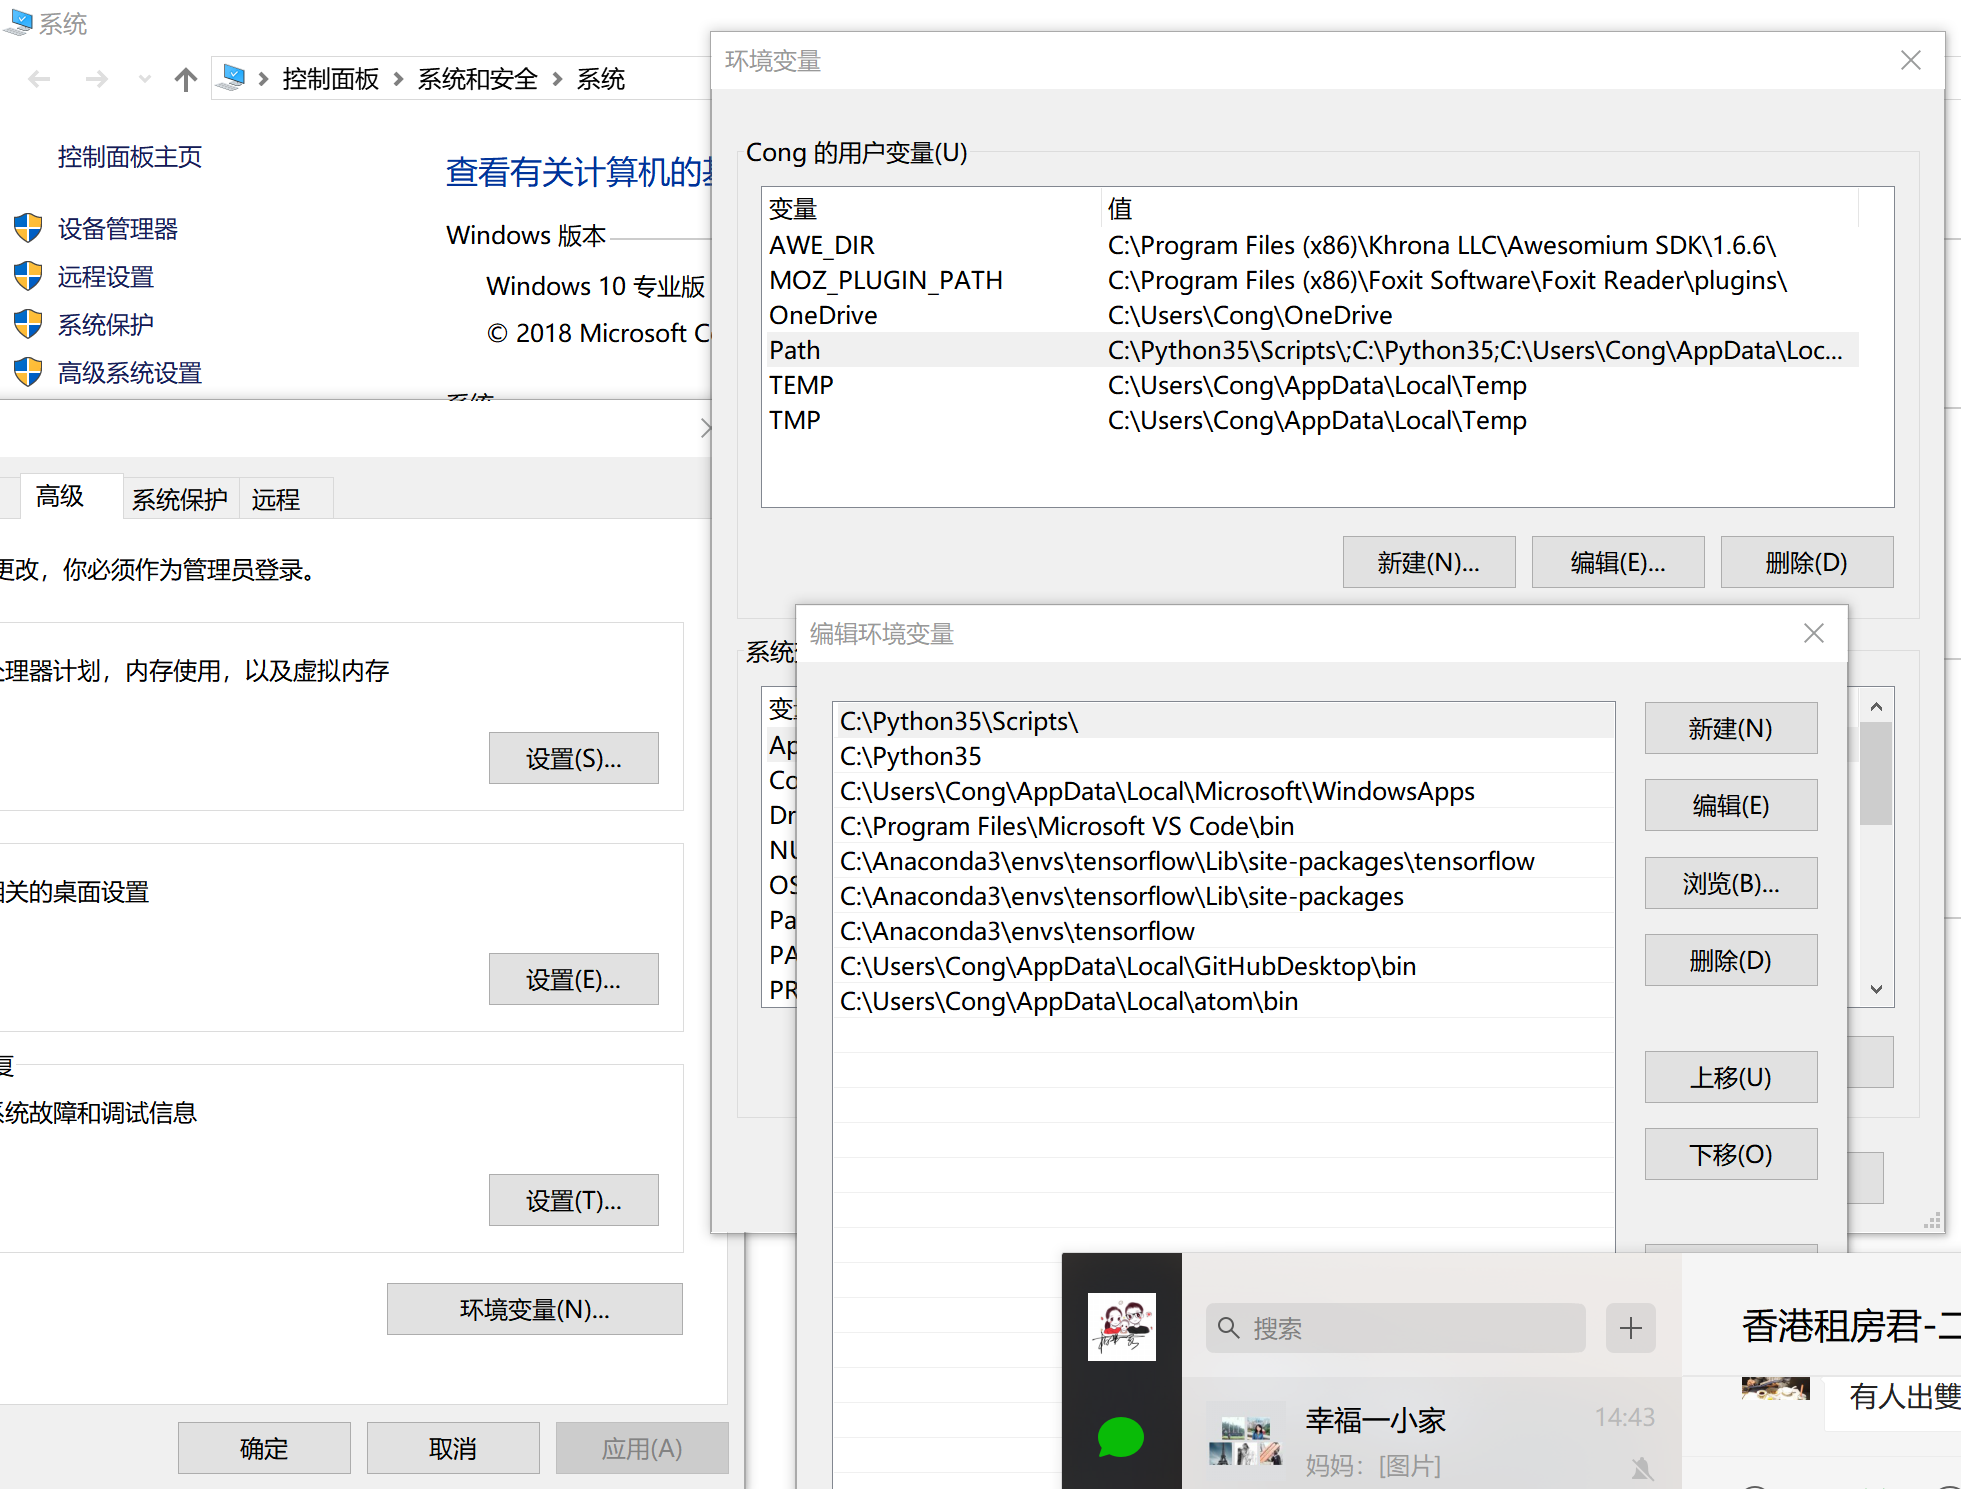 系统
控制面板 系统和安全 系统
控制面板主页
设备管理器
远程设置
系统保护
高级系统设置
查看有关计算机的
Windows 版本
Windows 10 专业版
© 2018 Microsoft C
系统
高级 系统保护 远程
更改，你必须作为管理员登录。
处理器计划，内存使用，以及虚拟内存
设置(S)...
相关的桌面设置
设置(E)...
复
系统故障和调试信息
设置(T)...
环境变量(N)...
确定 取消 应用(A)
环境变量
Cong 的用户变量(U)
变量 值
AWE_DIR C:\Program Files (x86)\Khrona LLC\Awesomium SDK\1.6.6\
MOZ_PLUGIN_PATH C:\Program Files (x86)\Foxit Software\Foxit Reader\plugins\
OneDrive C:\Users\Cong\OneDrive
Path C:\Python35\Scripts\;C:\Python35;C:\Users\Cong\AppData\Loc...
TEMP C:\Users\Cong\AppData\Local\Temp
TMP C:\Users\Cong\AppData\Local\Temp
新建(N)... 编辑(E)... 删除(D)
系统
变
Ap
Co
Dr
NU
OS
Pa
PA
PR
编辑环境变量
C:\Python35\Scripts\
C:\Python35
C:\Users\Cong\AppData\Local\Microsoft\WindowsApps
C:\Program Files\Microsoft VS Code\bin
C:\Anaconda3\envs\tensorflow\Lib\site-packages\tensorflow
C:\Anaconda3\envs\tensorflow\Lib\site-packages
C:\Anaconda3\envs\tensorflow
C:\Users\Cong\AppData\Local\GitHubDesktop\bin
C:\Users\Cong\AppData\Local\atom\bin
新建(N)
编辑(E)
浏览(B)...
删除(D)
上移(U)
下移(O)
搜索
幸福一小家 14:43
妈妈：[图片]
香港租房君-二
有人出雙